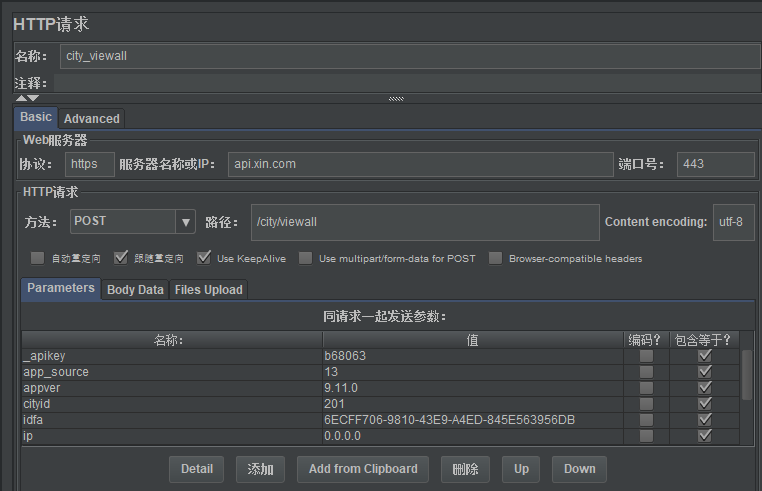 HTTP请求
名称： city_viewall
注释：
Basic Advanced
Web服务器
协议： https 服务器名称或IP： api.xin.com 端口号： 443
HTTP请求
方法： POST 路径： /city/viewall Content encoding: utf-8
自动重定向 跟随重定向 Use KeepAlive Use multipart/form-data for POST Browser-compatible headers
Parameters Body Data Files Upload
同请求一起发送参数：
名称： 值 编码？ 包含等于？
_apikey b68063
app_source 13
appver 9.11.0
cityid 201
idfa 6ECFF706-9810-43E9-A4ED-845E563956DB
ip 0.0.0.0
Detail 添加 Add from Clipboard 删除 Up Down